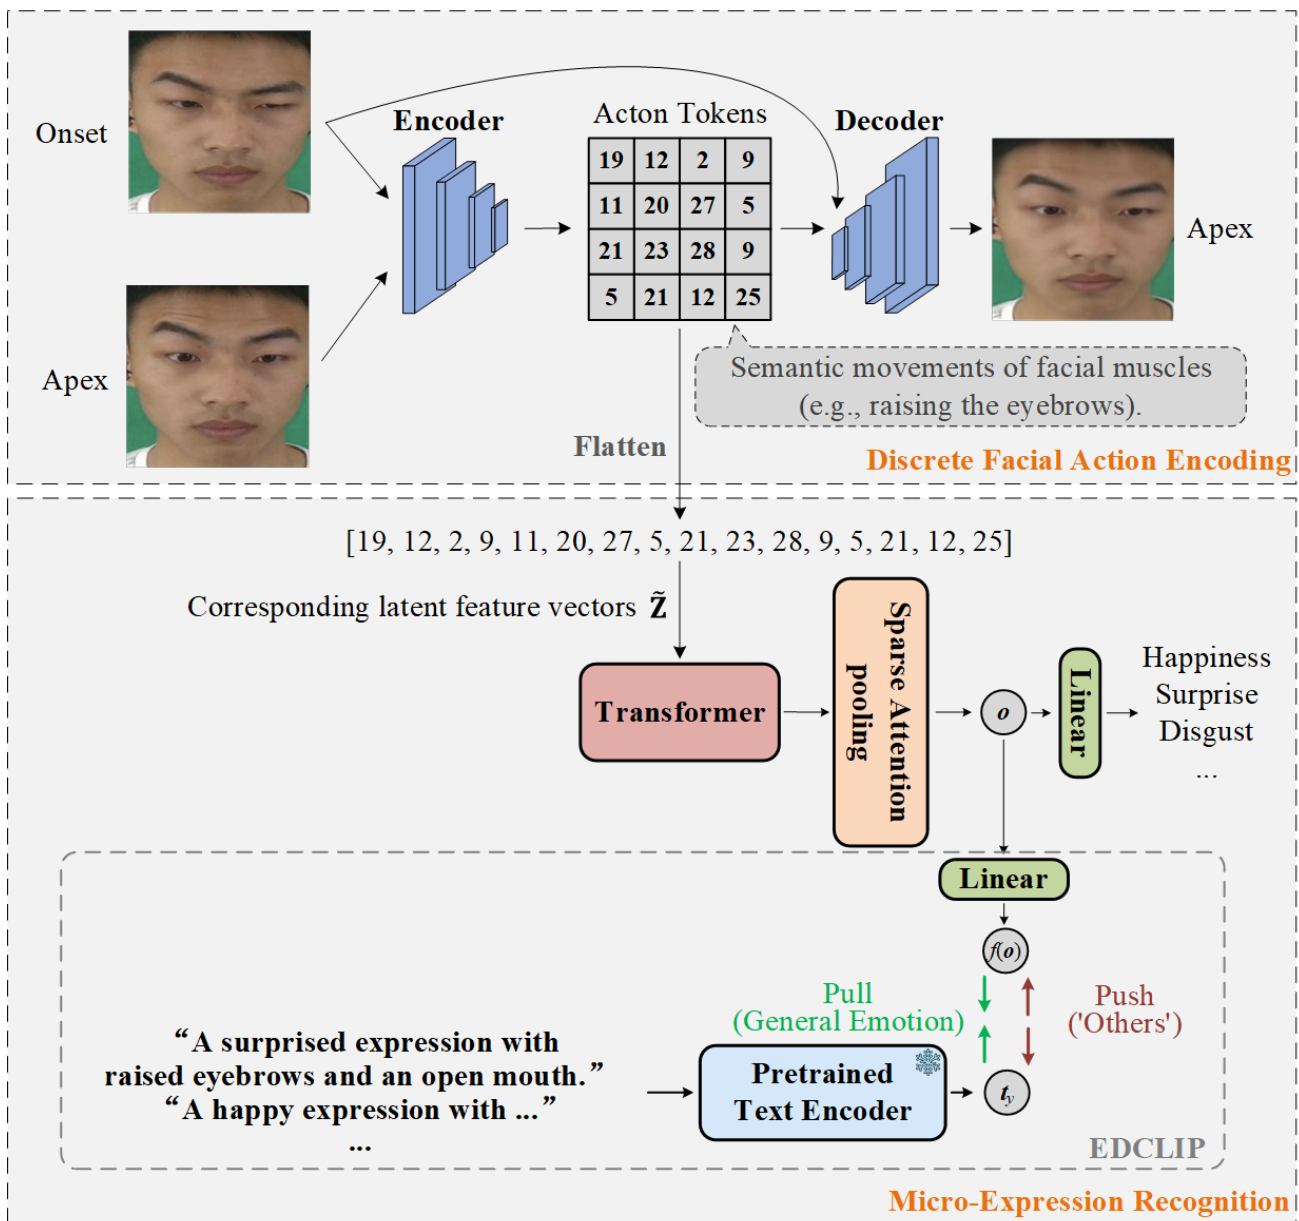 Onset
Encoder
Acton Tokens
Decoder
19 12 2 9
11 20 27 5
21 23 28 9
5 21 12 25
Apex
Apex
Semantic movements of facial muscles
(e.g., raising the eyebrows).
Flatten
Discrete Facial Action Encoding
[19, 12, 2, 9, 11, 20, 27, 5, 21, 23, 28, 9, 5, 21, 12, 25]
Corresponding latent feature vectors Z̃
Transformer
Sparse Attention
pooling
o
Linear
Happiness
Surprise
Disgust
...
Linear
f(o)
Pull
(General Emotion)
Push
('Others')
“A surprised expression with
raised eyebrows and an open mouth.”
“A happy expression with ...”
...
Pretrained
Text Encoder
t_y
EDCLIP
Micro-Expression Recognition